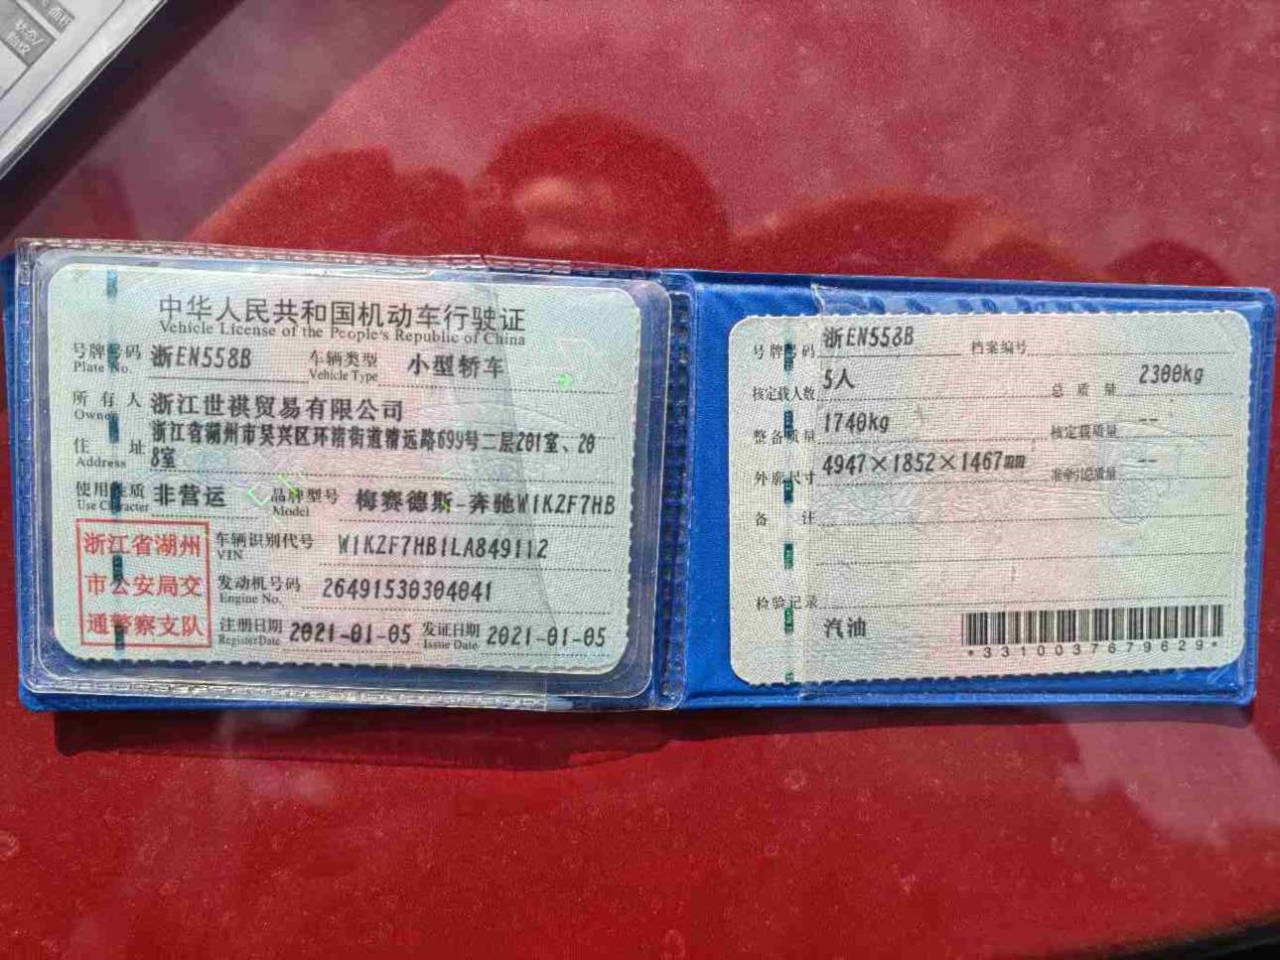 中华人民共和国机动车行驶证
Vehicle License of the People's Republic of China
号牌号码 浙EN558B 车辆类型 小型轿车
Plate No. Vehicle Type
所有人 浙江世祺贸易有限公司
Owner
住址 浙江省湖州市吴兴区环渚街道清远路699号二层201室、20
Address 8室
使用性质 非营运 品牌型号 梅赛德斯-奔驰W1KZF7HB
Use Character Model
浙江省湖州
市公安局交
通警察支队
车辆识别代号 W1KZF7HB1LA849112
VIN
发动机号码 26491530304041
Engine No.
注册日期 2021-01-05 发证日期 2021-01-05
Register Date Issue Date
号牌号码 浙EN558B 档案编号
核定载人数 5人 总质量 2300kg
整备质量 1740kg 核定载质量 --
外廓尺寸 4947×1852×1467mm 准牵引总质量 --
备注
检验记录
汽油
*3310037679629*